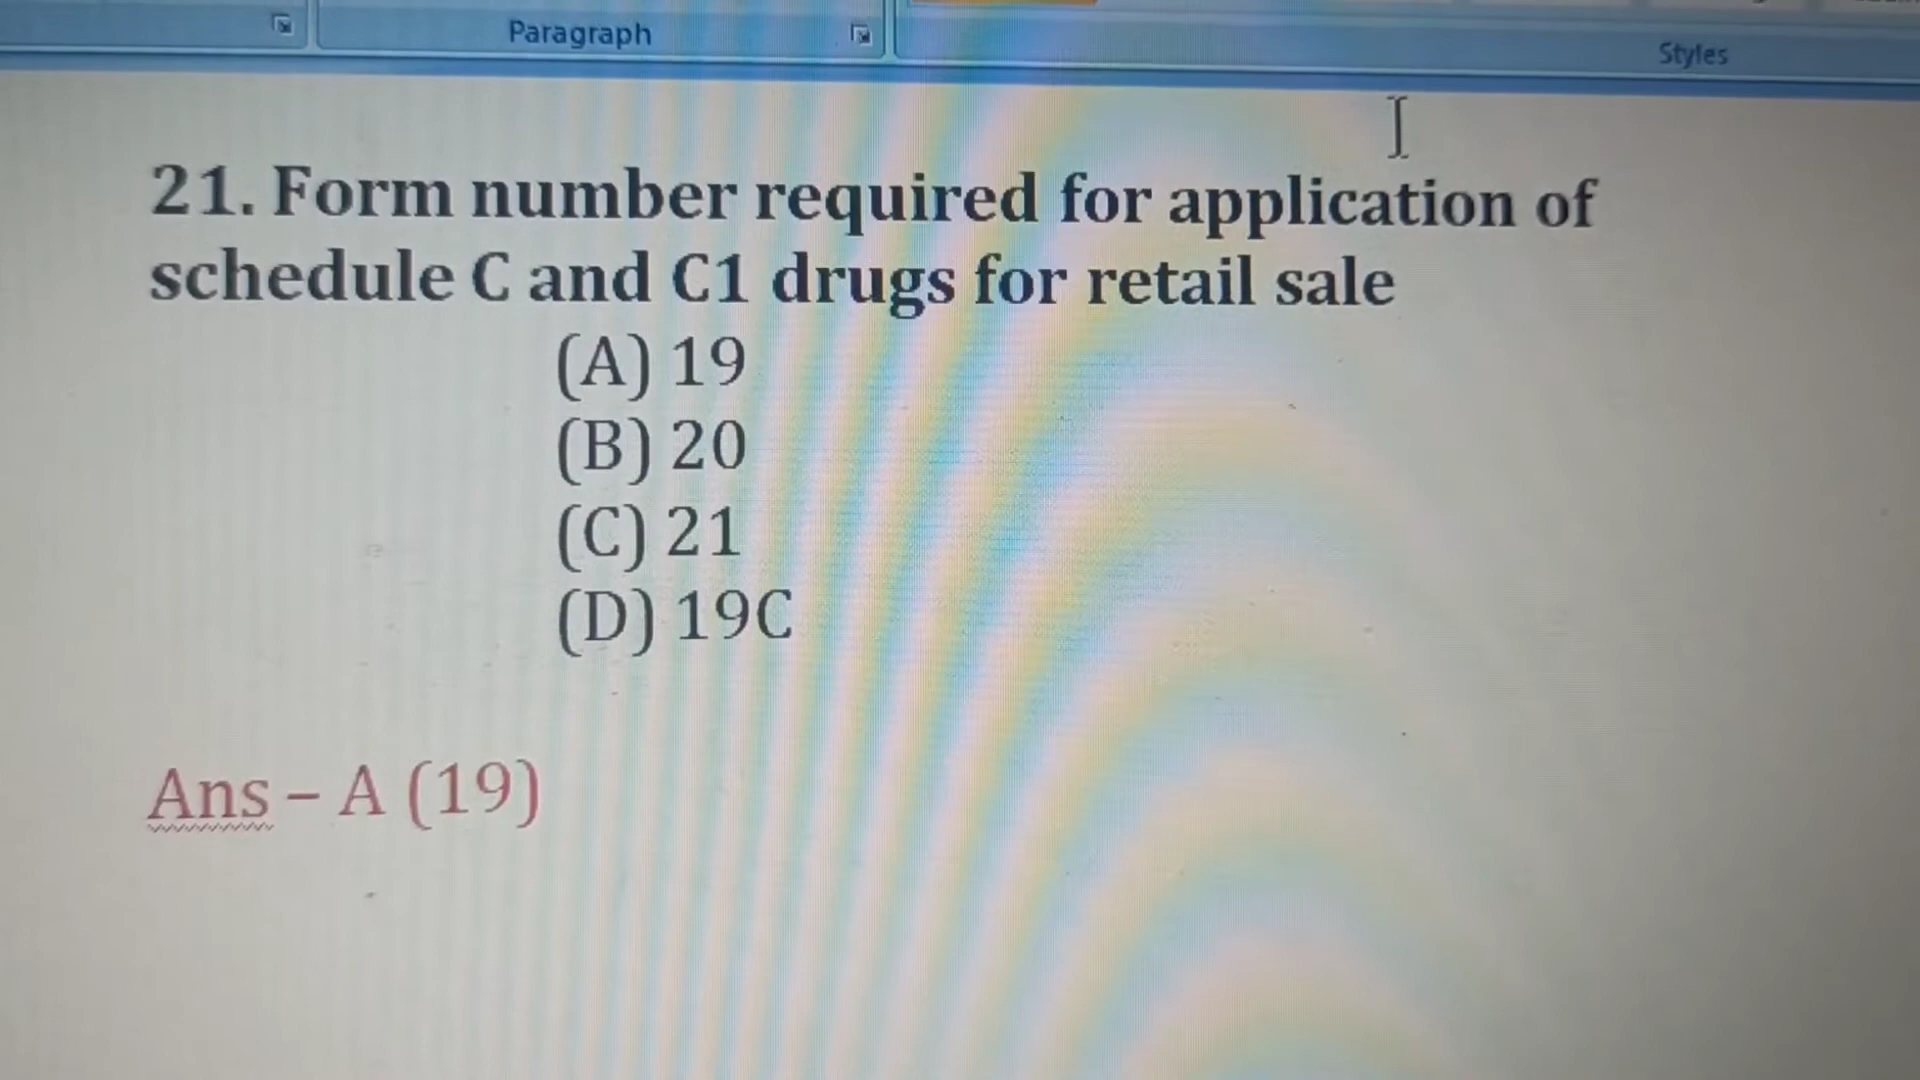 Paragraph
Styles
21. Form number required for application of
schedule C and C1 drugs for retail sale
(A) 19
(B) 20
(C) 21
(D) 19C
Ans – A (19)